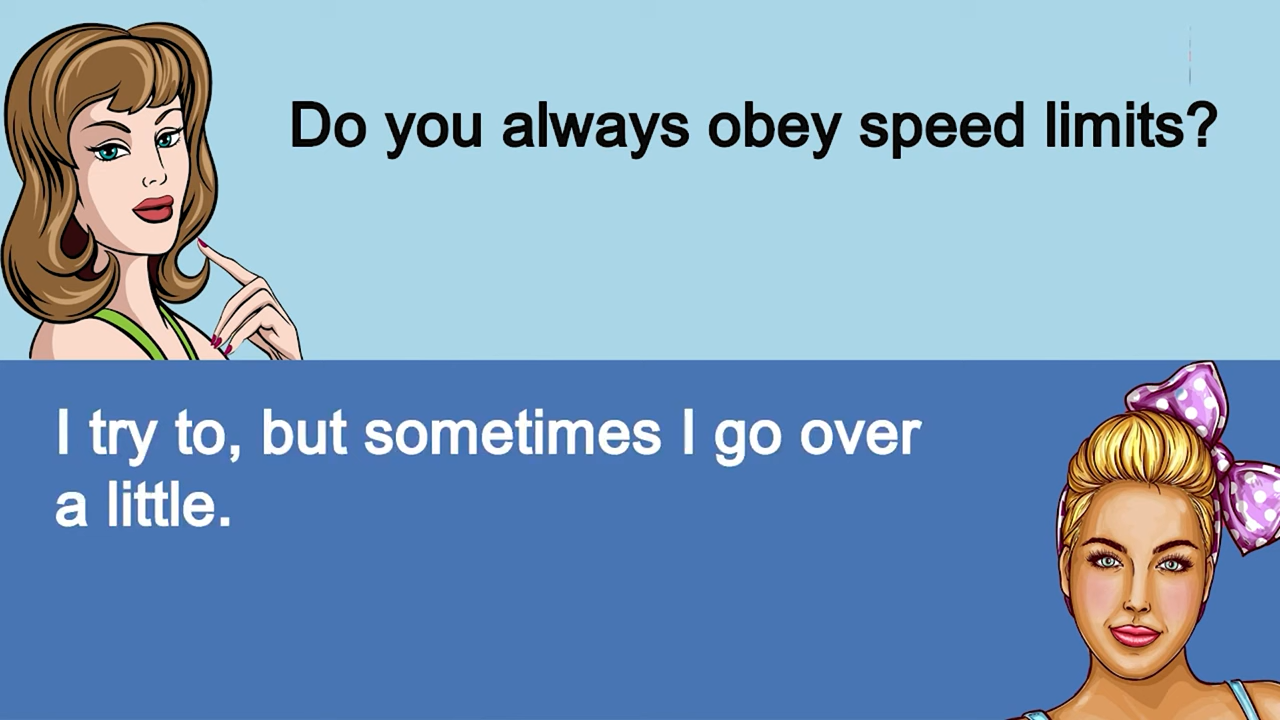 Do you always obey speed limits?
I try to, but sometimes I go over
a little.